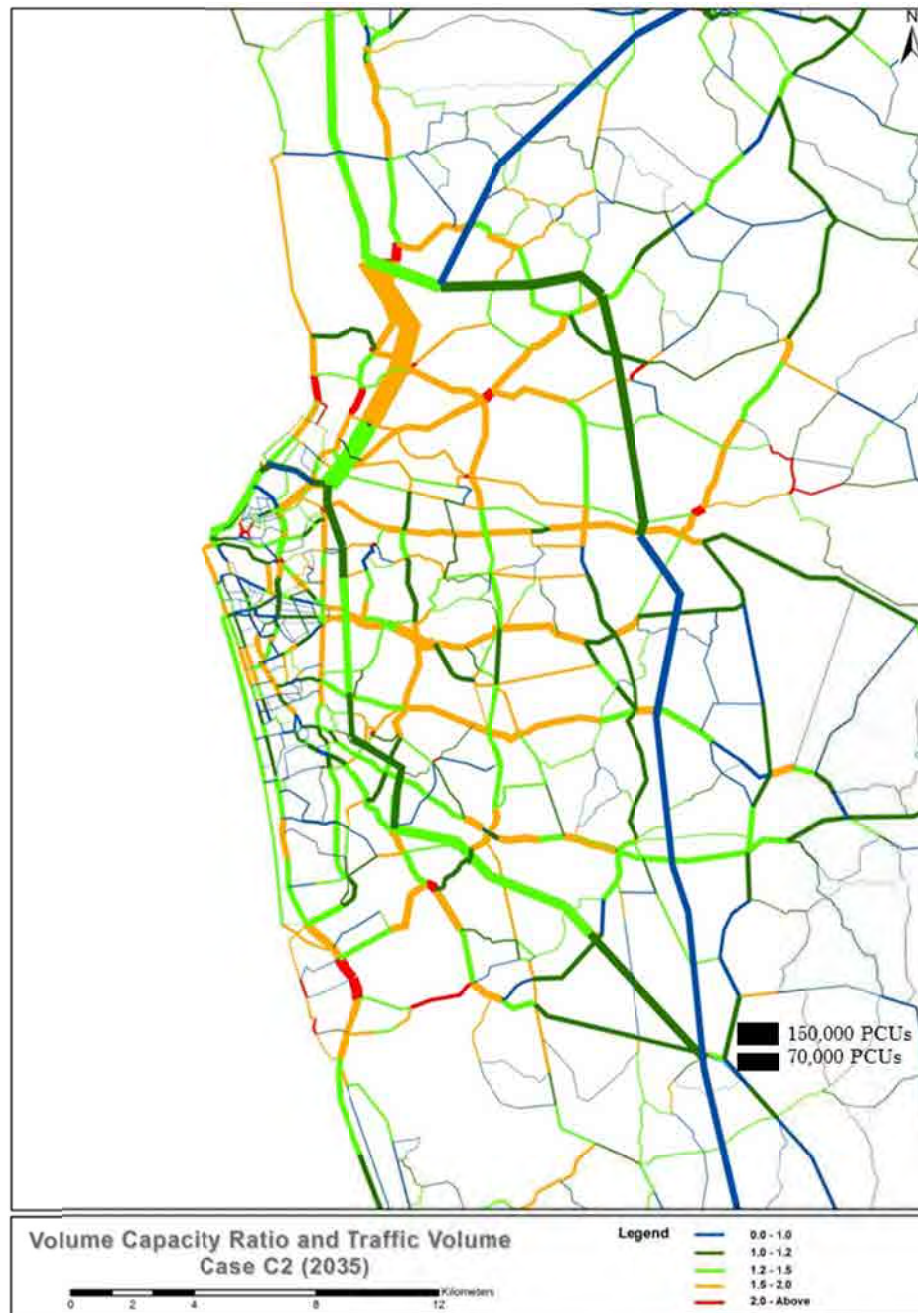 N
150,000 PCUs
70,000 PCUs
Volume Capacity Ratio and Traffic Volume
Case C2 (2035)
Kilometers
0 2 4 8 12
Legend
0.0 - 1.0
1.0 - 1.2
1.2 - 1.5
1.5 - 2.0
2.0 - Above